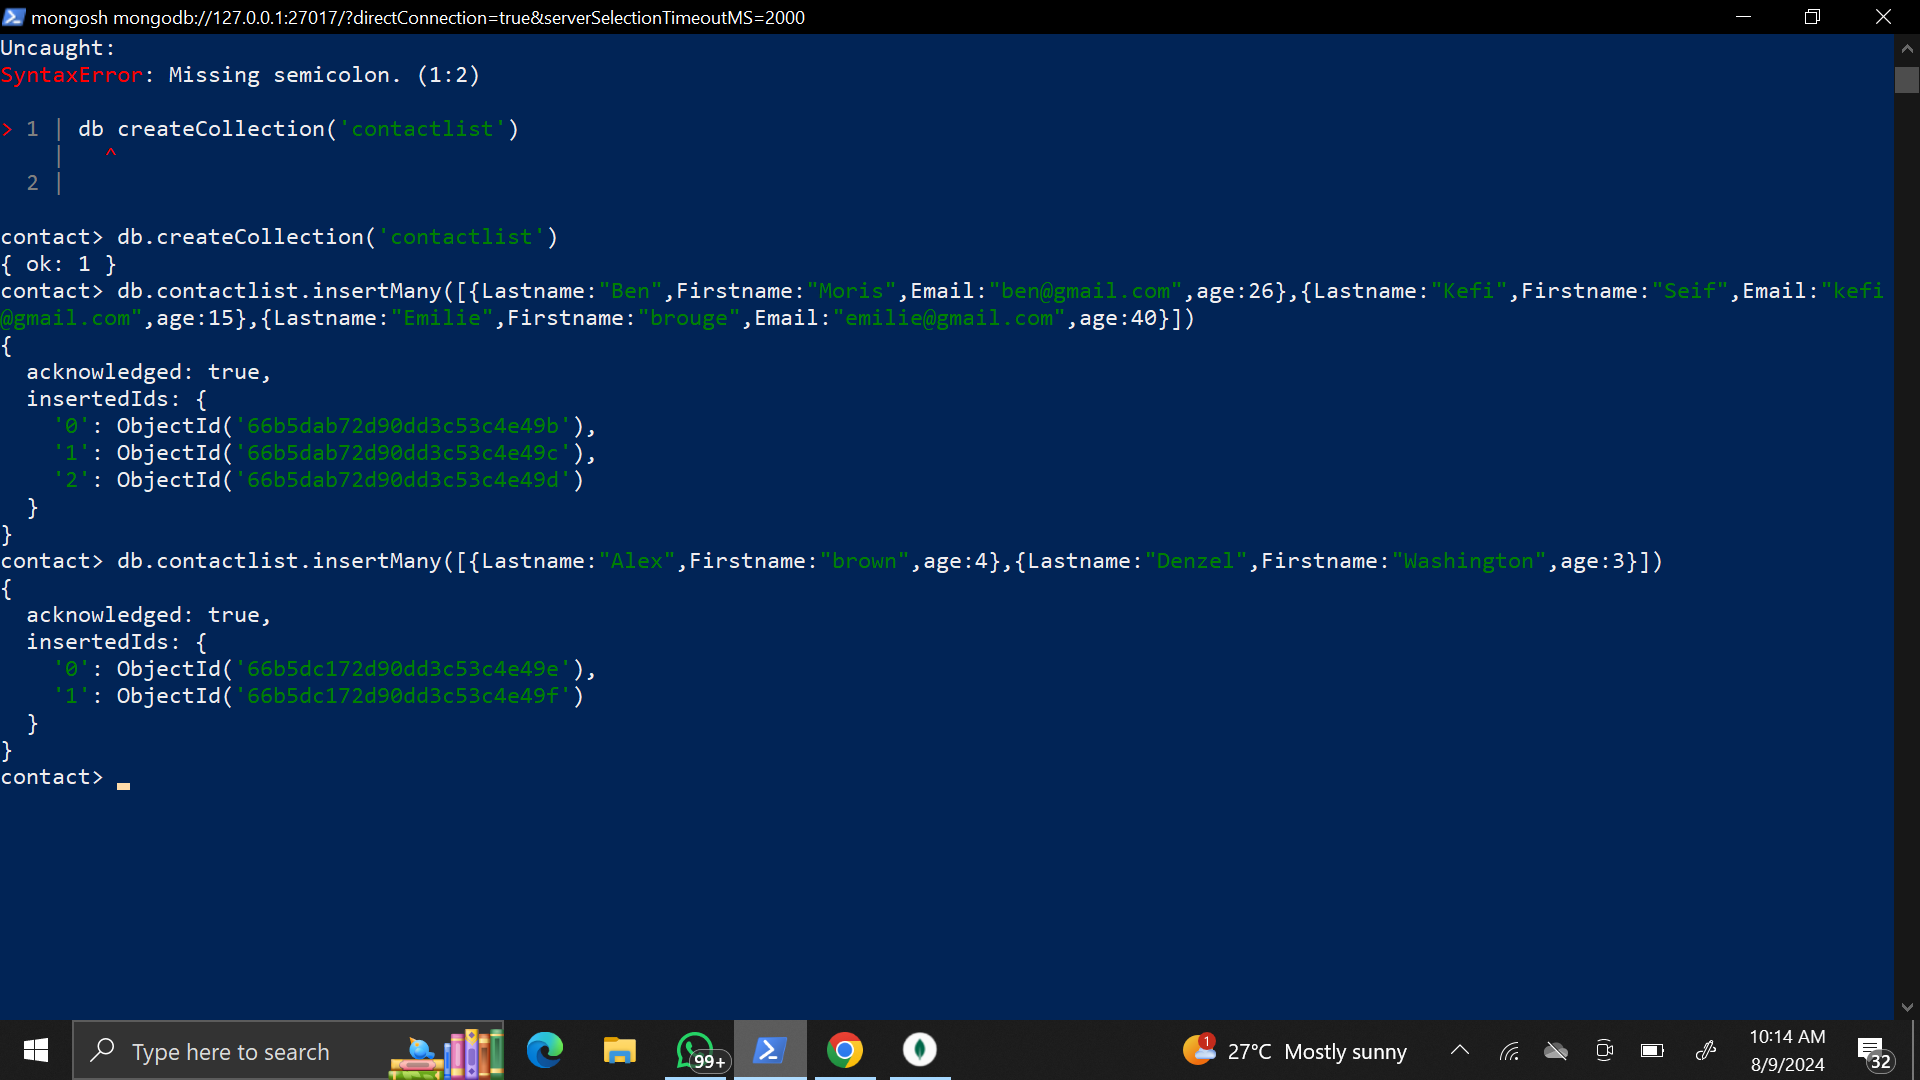 mongosh mongodb://127.0.0.1:27017/?directConnection=true&serverSelectionTimeoutMS=2000
Uncaught:
SyntaxError: Missing semicolon. (1:2)
> 1 | db createCollection('contactlist')
|   ^
2 |
contact> db.createCollection('contactlist')
{ ok: 1 }
contact> db.contactlist.insertMany([{Lastname:"Ben",Firstname:"Moris",Email:"ben@gmail.com",age:26},{Lastname:"Kefi",Firstname:"Seif",Email:"kefi
@gmail.com",age:15},{Lastname:"Emilie",Firstname:"brouge",Email:"emilie@gmail.com",age:40}])
{
  acknowledged: true,
  insertedIds: {
    '0': ObjectId('66b5dab72d90dd3c53c4e49b'),
    '1': ObjectId('66b5dab72d90dd3c53c4e49c'),
    '2': ObjectId('66b5dab72d90dd3c53c4e49d')
  }
}
contact> db.contactlist.insertMany([{Lastname:"Alex",Firstname:"brown",age:4},{Lastname:"Denzel",Firstname:"Washington",age:3}])
{
  acknowledged: true,
  insertedIds: {
    '0': ObjectId('66b5dc172d90dd3c53c4e49e'),
    '1': ObjectId('66b5dc172d90dd3c53c4e49f')
  }
}
contact>
Type here to search
99+
1
27°C Mostly sunny
10:14 AM
8/9/2024
32